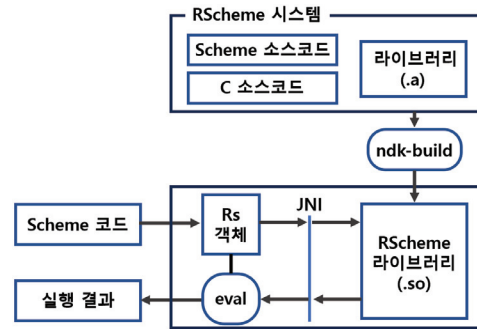 RScheme 시스템
Scheme 소스코드
C 소스코드
라이브러리
(.a)
ndk-build
Scheme 코드
Rs
객체
JNI
RScheme
라이브러리
(.so)
실행 결과
eval